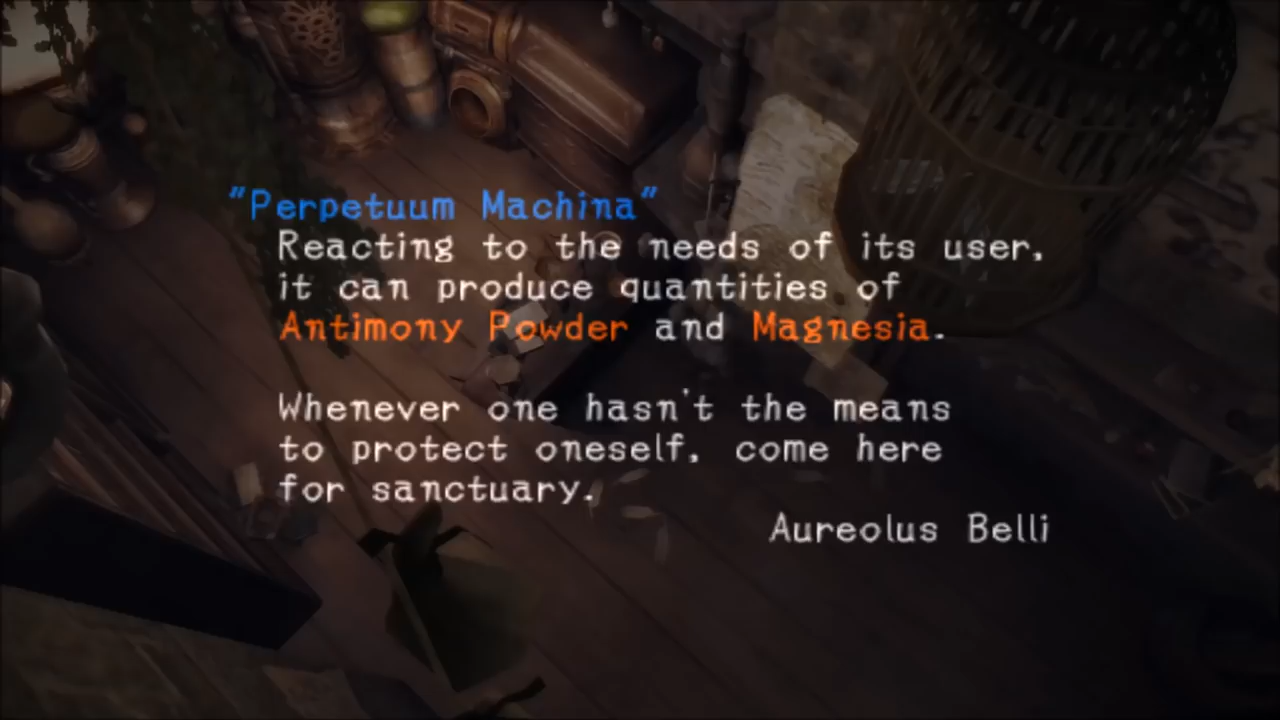 "Perpetuum Machina"
Reacting to the needs of its user,
it can produce quantities of
Antimony Powder and Magnesia.
Whenever one hasn't the means
to protect oneself, come here
for sanctuary.
Aureolus Belli